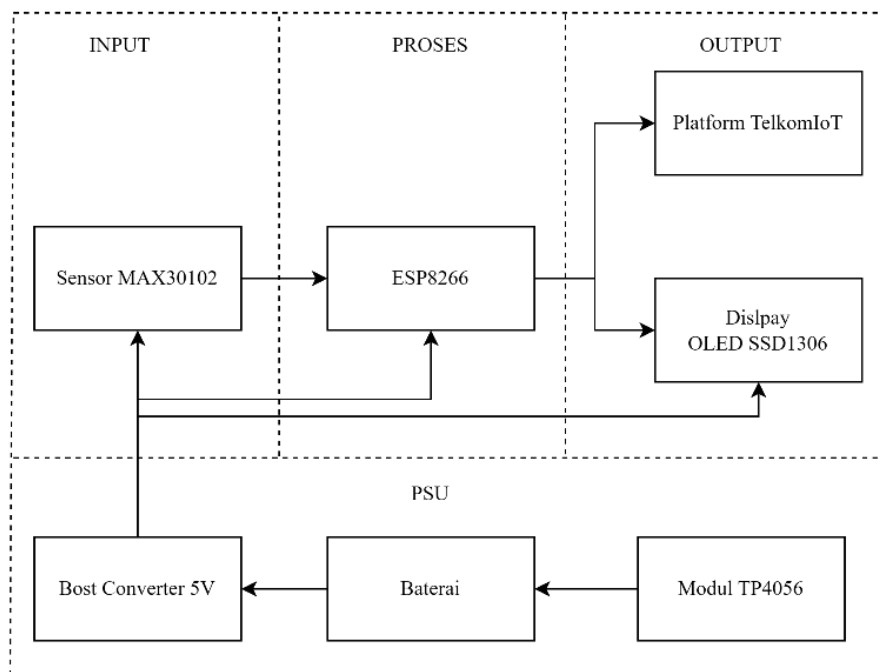 INPUT
PROSES
OUTPUT
Platform TelkomIoT
Sensor MAX30102
ESP8266
Dislpay
OLED SSD1306
PSU
Bost Converter 5V
Baterai
Modul TP4056